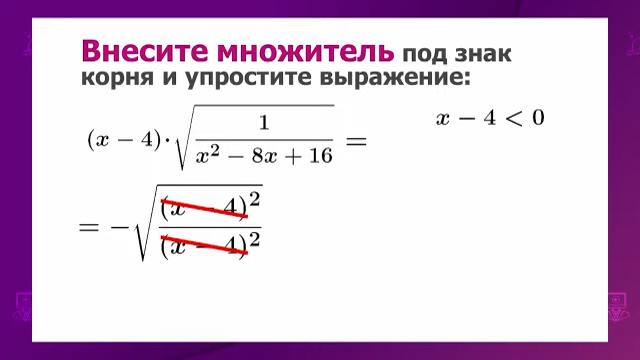 Внесите множитель под знак
корня и упростите выражение:
(x − 4) · √(1 / (x² − 8x + 16)) =
x − 4 < 0
= −√((x − 4)² / (x − 4)²)